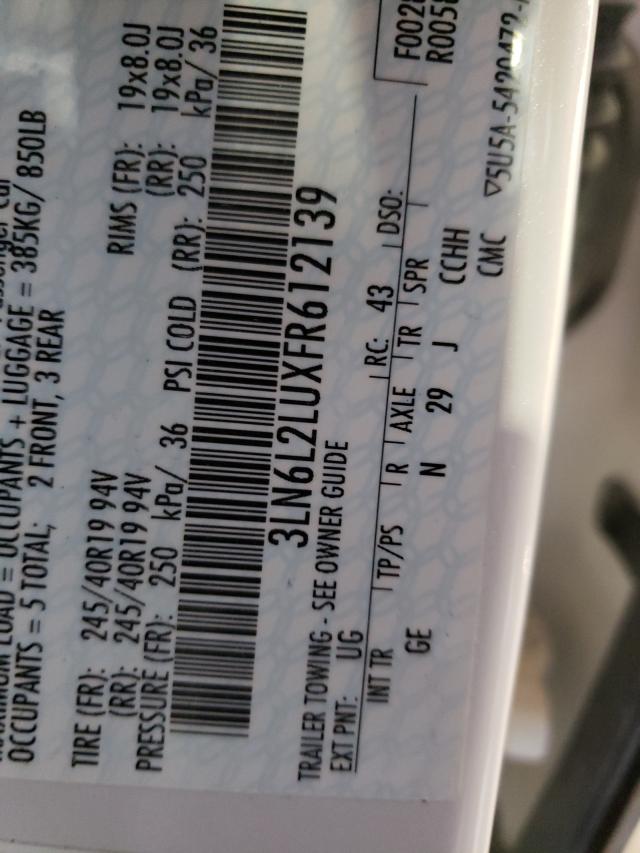 LOAD = OCCUPANTS + LUGGAGE = 385KG/ 850LB
OCCUPANTS = 5 TOTAL; 2 FRONT, 3 REAR
TIRE (FR): 245/40R19 94V RIMS (FR): 19x8.0J
(RR): 245/40R19 94V (RR): 19x8.0J
PRESSURE (FR): 250 kPa/ 36 PSI COLD (RR): 250 kPa/ 36
3LN6L2LUXFR612139
TRAILER TOWING - SEE OWNER GUIDE
EXT PNT: UG RC: 43 DSO:
INT TR TP/PS R AXLE TR SPR
GE N 29 J CCHH
CMC